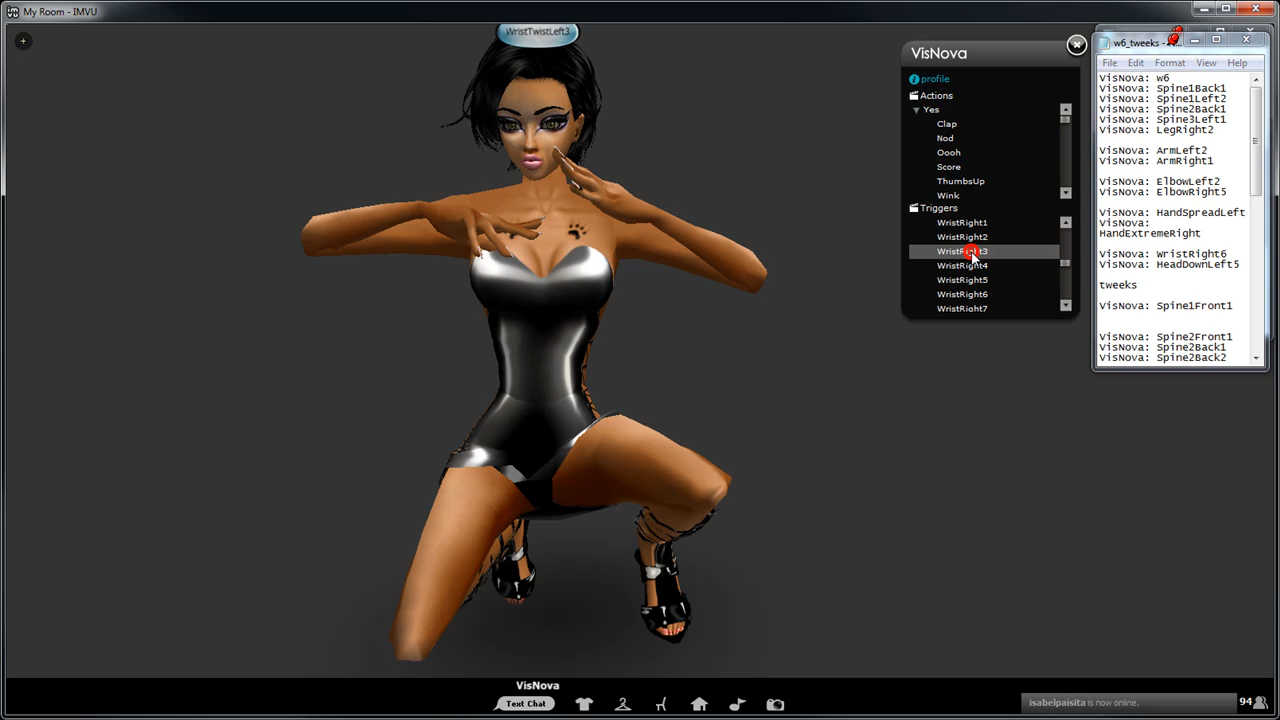 My Room - IMVU
WristTwistLeft3
VisNova
profile
Actions
Yes
Clap
Nod
Oooh
Score
ThumbsUp
Wink
Triggers
WristRight1
WristRight2
WristRight3
WristRight4
WristRight5
WristRight6
WristRight7
w6_tweeks - ...
File Edit Format View Help
VisNova: w6
VisNova: Spine1Back1
VisNova: Spine1Left2
VisNova: Spine2Back1
VisNova: Spine3Left1
VisNova: LegRight2
VisNova: ArmLeft2
VisNova: ArmRight1
VisNova: ElbowLeft2
VisNova: ElbowRight5
VisNova: HandSpreadLeft
VisNova:
HandExtremeRight
VisNova: WristRight6
VisNova: HeadDownLeft5
tweeks
VisNova: Spine1Front1
VisNova: Spine2Front1
VisNova: Spine2Back1
VisNova: Spine2Back2
VisNova
Text Chat
isabelpaisita is now online.
94